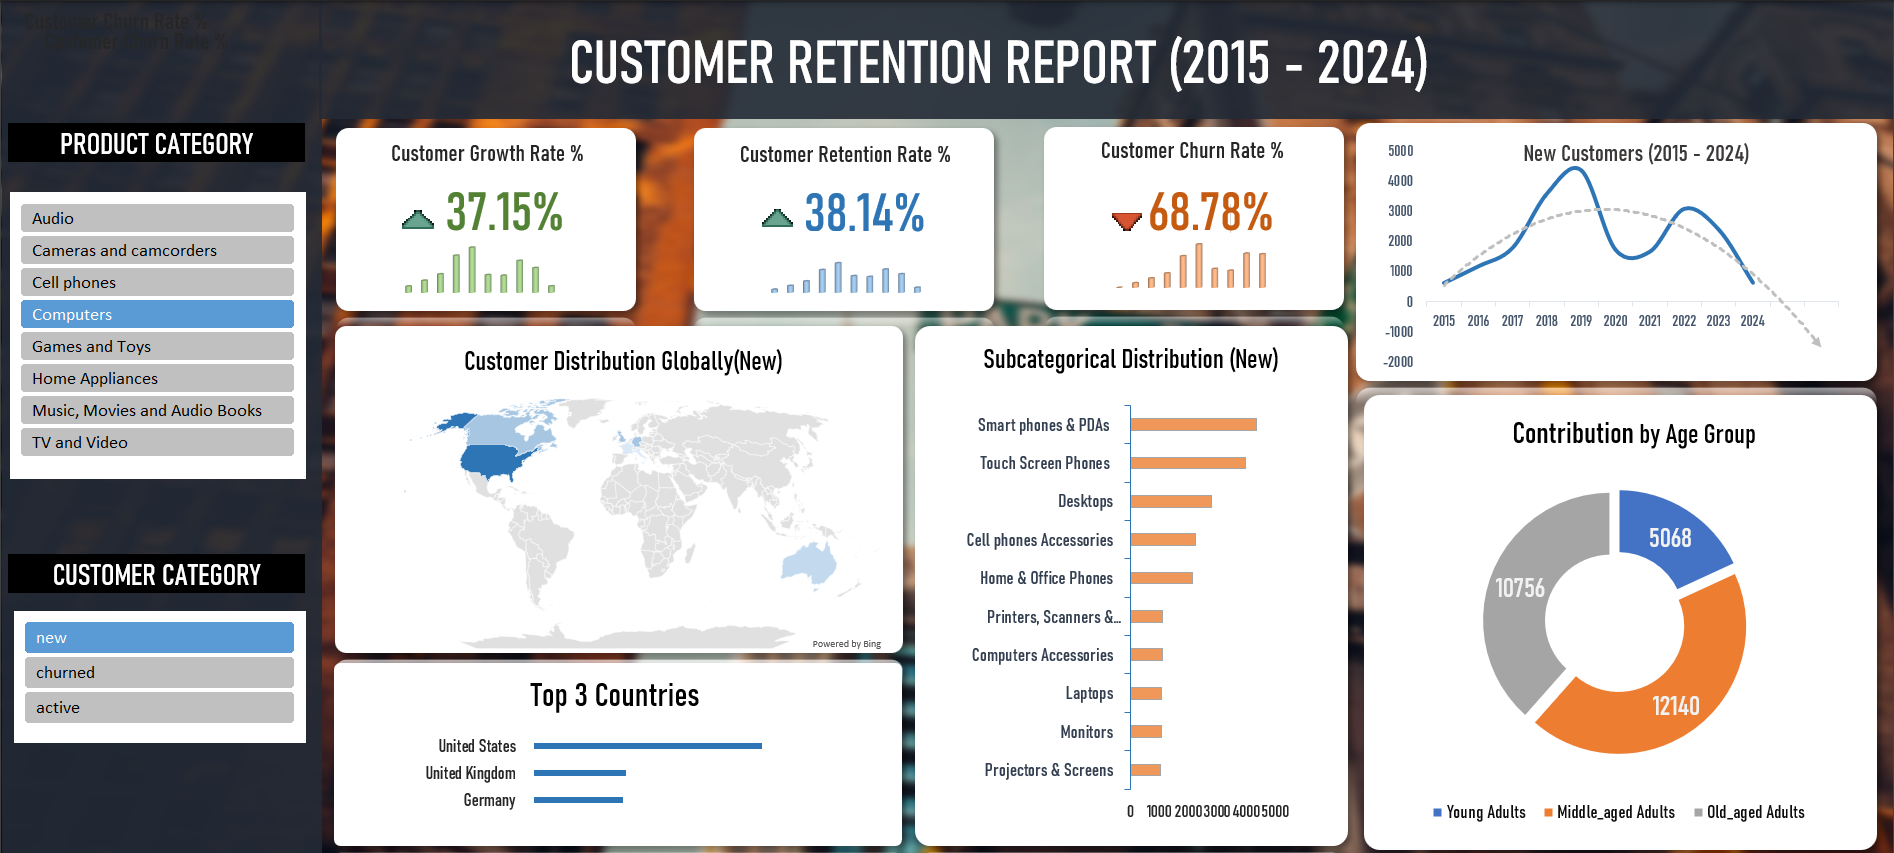 Customer Churn Rate %
Customer Churn Rate %
CUSTOMER RETENTION REPORT (2015 - 2024)
PRODUCT CATEGORY
Audio
Cameras and camcorders
Cell phones
Computers
Games and Toys
Home Appliances
Music, Movies and Audio Books
TV and Video
CUSTOMER CATEGORY
new
churned
active
Customer Growth Rate %
37.15%
Customer Retention Rate %
38.14%
Customer Churn Rate %
68.78%
New Customers (2015 - 2024)
5000
4000
3000
2000
1000
0
-1000
-2000
2015 2016 2017 2018 2019 2020 2021 2022 2023 2024
Customer Distribution Globally(New)
Powered by Bing
Top 3 Countries
United States
United Kingdom
Germany
Subcategorical Distribution (New)
Smart phones & PDAs
Touch Screen Phones
Desktops
Cell phones Accessories
Home & Office Phones
Printers, Scanners &...
Computers Accessories
Laptops
Monitors
Projectors & Screens
0 1000 2000 3000 4000 5000
Contribution by Age Group
5068
10756
12140
Young Adults Middle_aged Adults Old_aged Adults